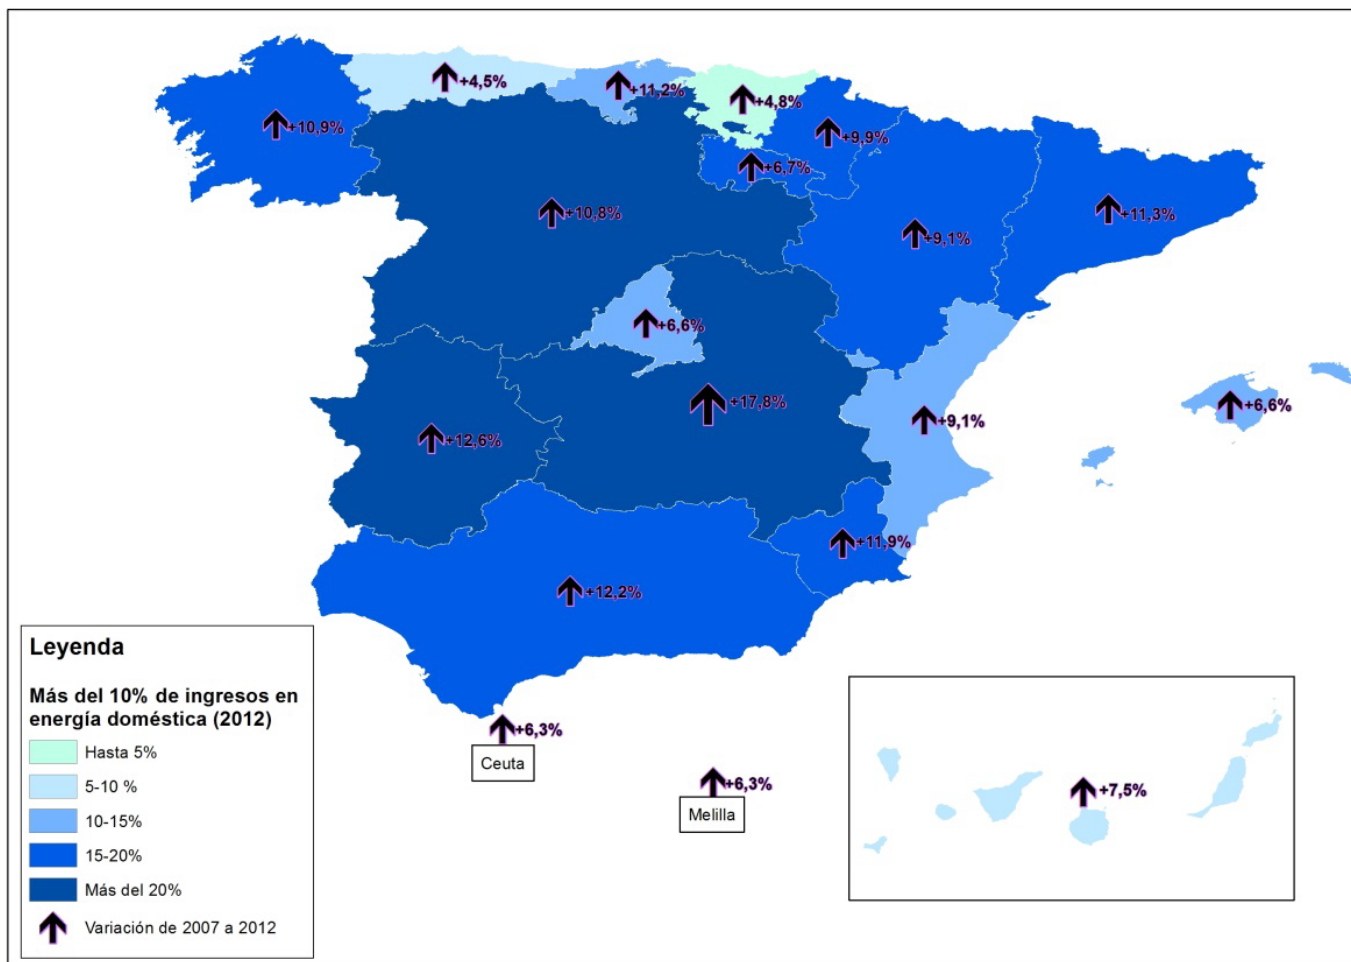 +4,5%
+11,2%
+4,8%
+10,9%
+9,9%
+6,7%
+10,8%
+11,3%
+9,1%
+6,6%
+17,8%
+6,6%
+9,1%
+12,6%
+11,9%
+12,2%
+6,3%
Ceuta
+6,3%
Melilla
+7,5%
Leyenda
Más del 10% de ingresos en
energía doméstica (2012)
Hasta 5%
5-10 %
10-15%
15-20%
Más del 20%
Variación de 2007 a 2012